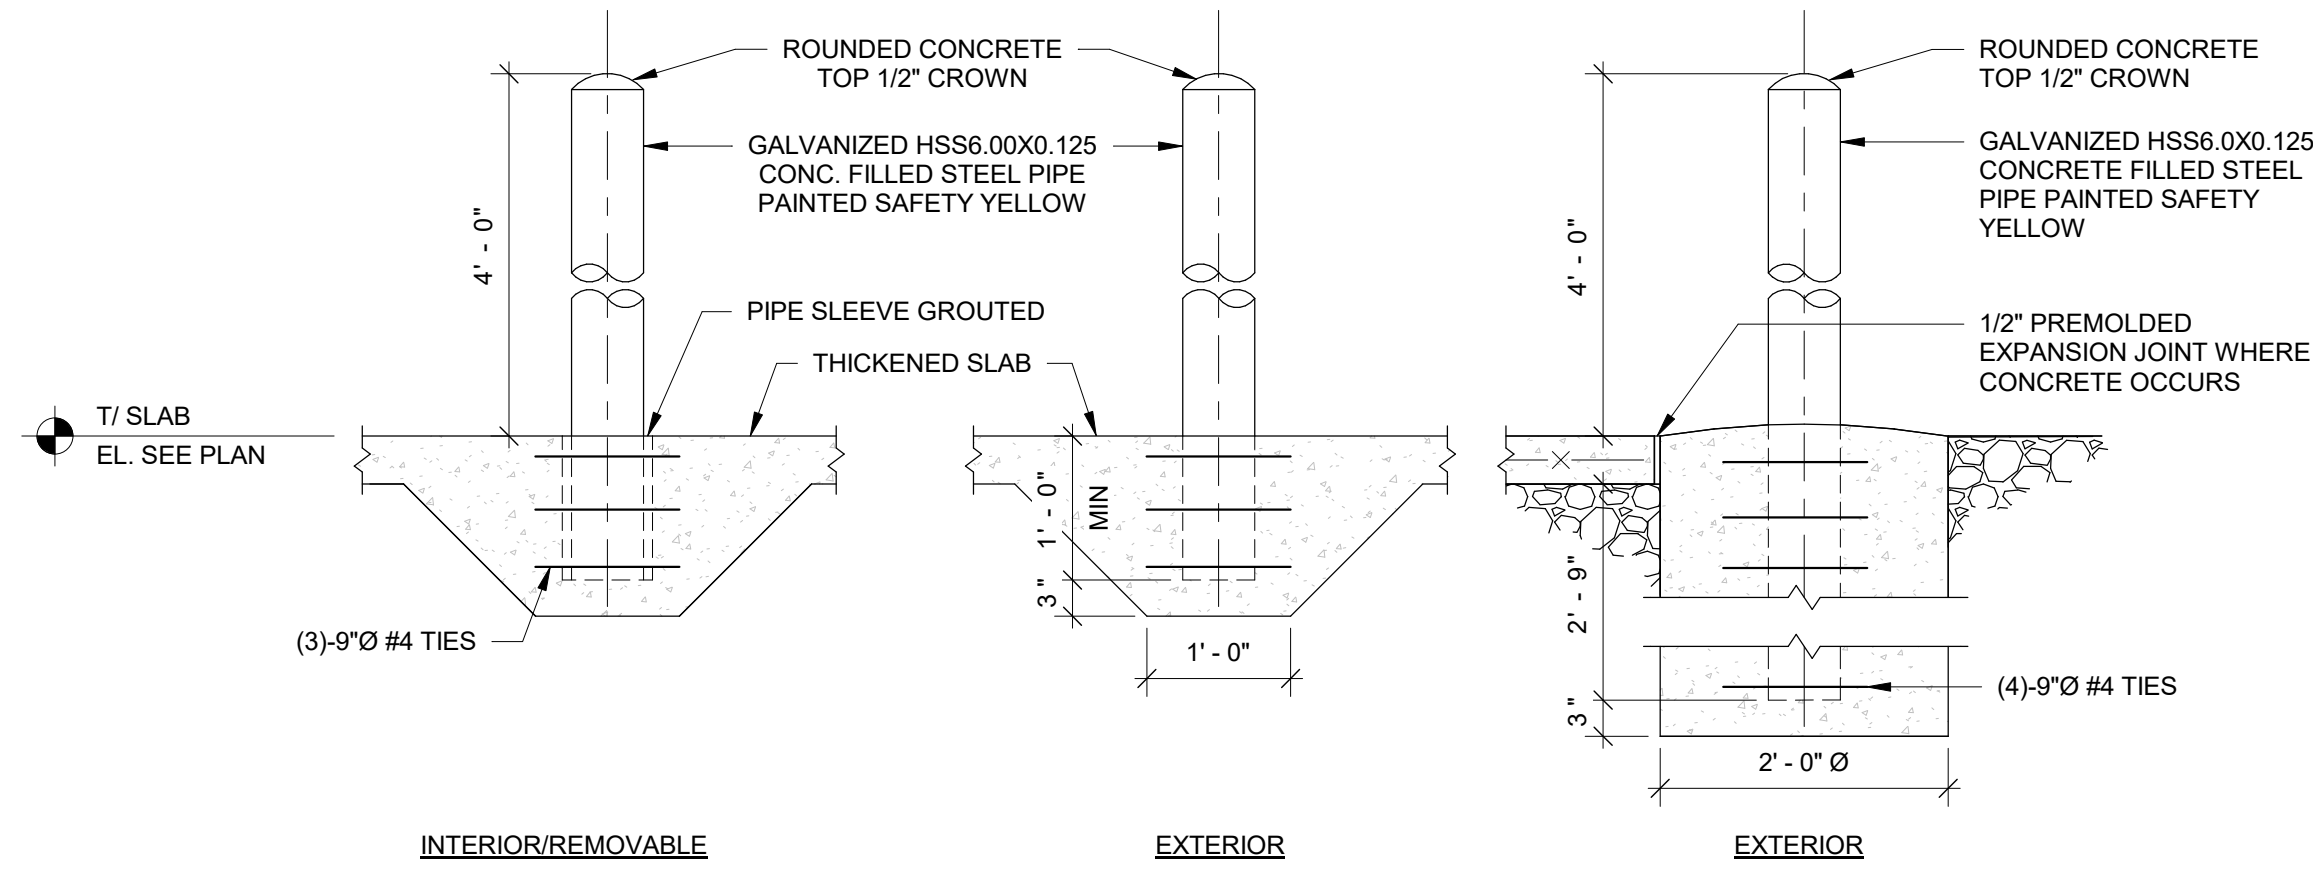 ROUNDED CONCRETE
TOP 1/2" CROWN
GALVANIZED HSS6.00X0.125
CONC. FILLED STEEL PIPE
PAINTED SAFETY YELLOW
4' - 0"
PIPE SLEEVE GROUTED
THICKENED SLAB
T/ SLAB
EL. SEE PLAN
(3)-9"Ø #4 TIES
1' - 0"
MIN
3"
1' - 0"
ROUNDED CONCRETE
TOP 1/2" CROWN
GALVANIZED HSS6.0X0.125
CONCRETE FILLED STEEL
PIPE PAINTED SAFETY
YELLOW
4' - 0"
1/2" PREMOLDED
EXPANSION JOINT WHERE
CONCRETE OCCURS
2' - 9"
3"
(4)-9"Ø #4 TIES
2' - 0" Ø
INTERIOR/REMOVABLE
EXTERIOR
EXTERIOR